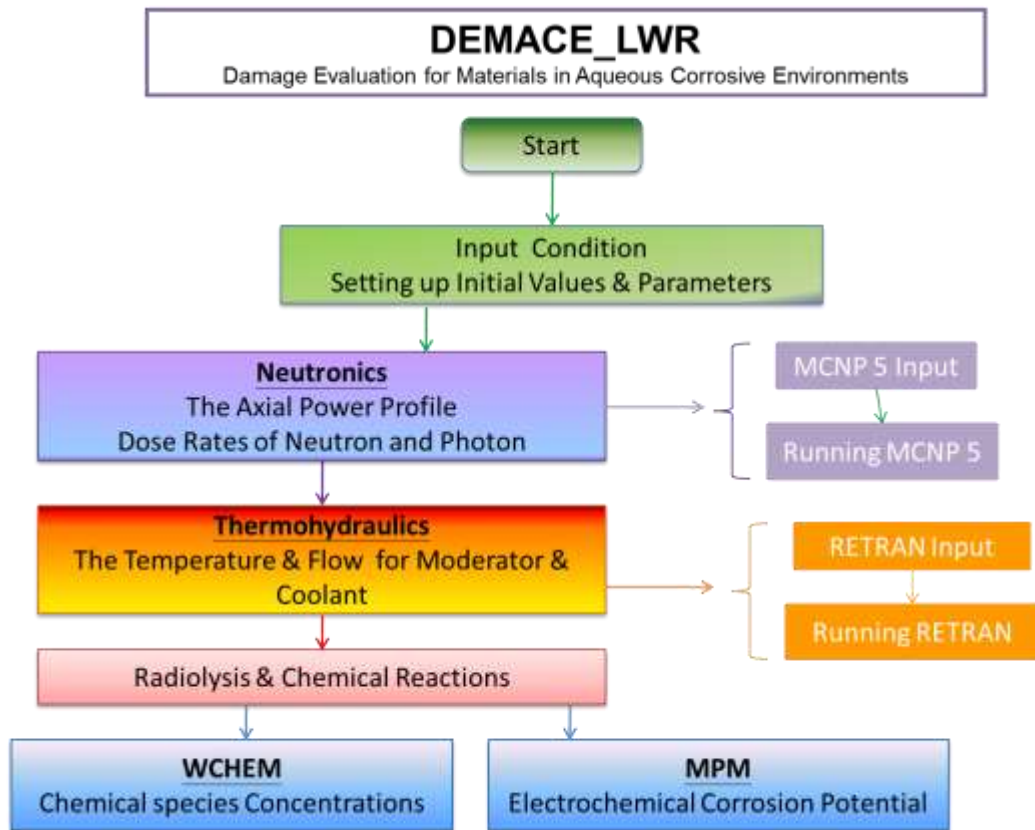 DEMACE_LWR
Damage Evaluation for Materials in Aqueous Corrosive Environments
Start
Input Condition
Setting up Initial Values & Parameters
Neutronics
The Axial Power Profile
Dose Rates of Neutron and Photon
MCNP 5 Input
Running MCNP 5
Thermohydraulics
The Temperature & Flow for Moderator &
Coolant
RETRAN Input
Running RETRAN
Radiolysis & Chemical Reactions
WCHEM
Chemical species Concentrations
MPM
Electrochemical Corrosion Potential